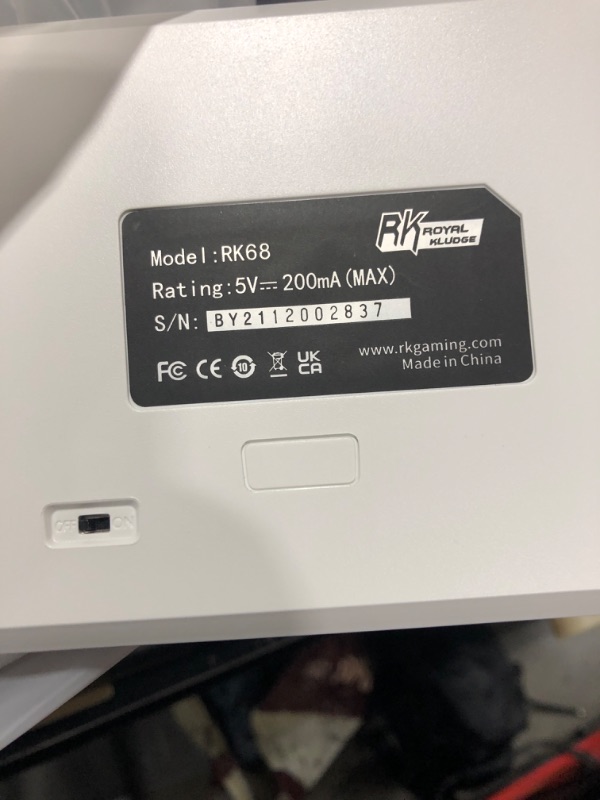 RK ROYAL KLUDGE
Model:RK68
Rating:5V⎓200mA(MAX)
S/N: BY2112002837
FC CE 10 UK CA
www.rkgaming.com
Made in China
OFF ON